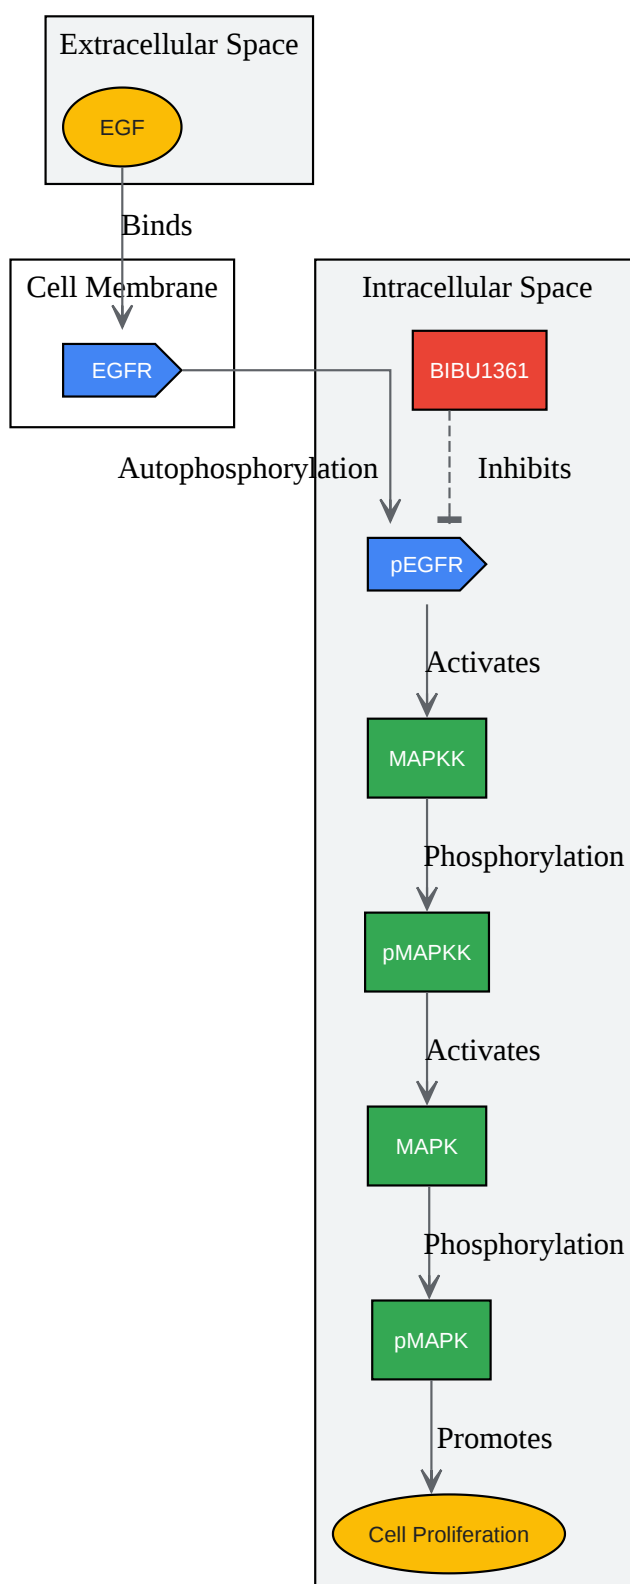 Extracellular Space
EGF
Binds
Cell Membrane
EGFR
Intracellular Space
BIBU1361
Autophosphorylation
Inhibits
pEGFR
Activates
MAPKK
Phosphorylation
pMAPKK
Activates
MAPK
Phosphorylation
pMAPK
Promotes
Cell Proliferation